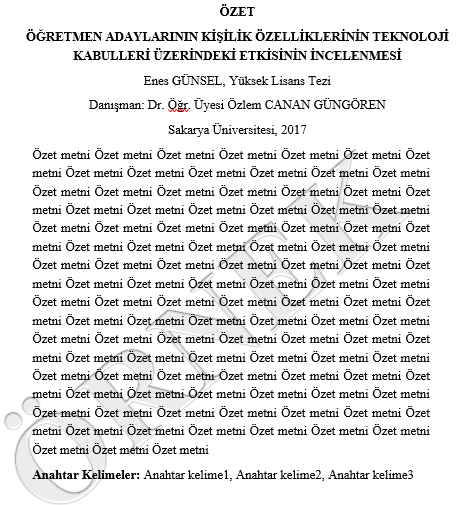 ÖZET
ÖĞRETMEN ADAYLARININ KİŞİLİK ÖZELLİKLERİNİN TEKNOLOJİ
KABULLERİ ÜZERİNDEKİ ETKİSİNİN İNCELENMESİ
Enes GÜNSEL, Yüksek Lisans Tezi
Danışman: Dr. Öğr. Üyesi Özlem CANAN GÜNGÖREN
Sakarya Üniversitesi, 2017
Özet metni Özet metni Özet metni Özet metni Özet metni Özet metni Özet
metni Özet metni Özet metni Özet metni Özet metni Özet metni Özet metni
Özet metni Özet metni Özet metni Özet metni Özet metni Özet metni Özet
metni Özet metni Özet metni Özet metni Özet metni Özet metni Özet metni
Özet metni Özet metni Özet metni Özet metni Özet metni Özet metni Özet
metni Özet metni Özet metni Özet metni Özet metni Özet metni Özet metni
Özet metni Özet metni Özet metni Özet metni Özet metni Özet metni Özet
metni Özet metni Özet metni Özet metni Özet metni Özet metni Özet metni
Özet metni Özet metni Özet metni Özet metni Özet metni Özet metni Özet
metni Özet metni Özet metni Özet metni Özet metni Özet metni Özet metni
Özet metni Özet metni Özet metni Özet metni Özet metni Özet metni Özet
metni Özet metni Özet metni Özet metni Özet metni Özet metni Özet metni
Özet metni Özet metni Özet metni Özet metni Özet metni Özet metni Özet
metni Özet metni Özet metni Özet metni Özet metni Özet metni Özet metni
Özet metni Özet metni Özet metni Özet metni Özet metni Özet metni Özet
metni Özet metni Özet metni Özet metni Özet metni Özet metni Özet metni
Özet metni Özet metni Özet metni
Anahtar Kelimeler: Anahtar kelime1, Anahtar kelime2, Anahtar kelime3
ÖRNEK